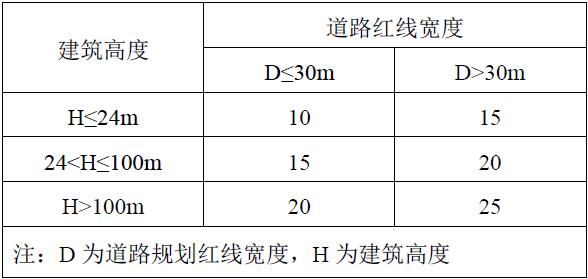 建筑高度 道路红线宽度
D≤30m D>30m
H≤24m 10 15
24<H≤100m 15 20
H>100m 20 25
注：D 为道路规划红线宽度，H 为建筑高度